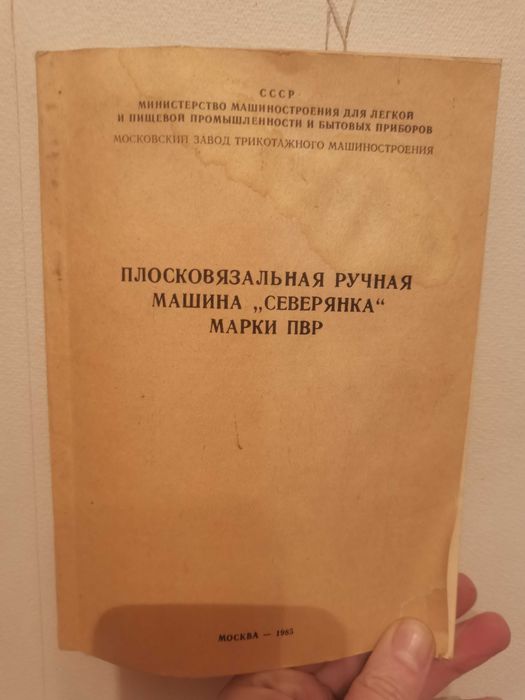 СССР
МИНИСТЕРСТВО МАШИНОСТРОЕНИЯ ДЛЯ ЛЕГКОЙ
И ПИЩЕВОЙ ПРОМЫШЛЕННОСТИ И БЫТОВЫХ ПРИБОРОВ
МОСКОВСКИЙ ЗАВОД ТРИКОТАЖНОГО МАШИНОСТРОЕНИЯ
ПЛОСКОВЯЗАЛЬНАЯ РУЧНАЯ
МАШИНА „СЕВЕРЯНКА“
МАРКИ ПВР
МОСКВА — 1985